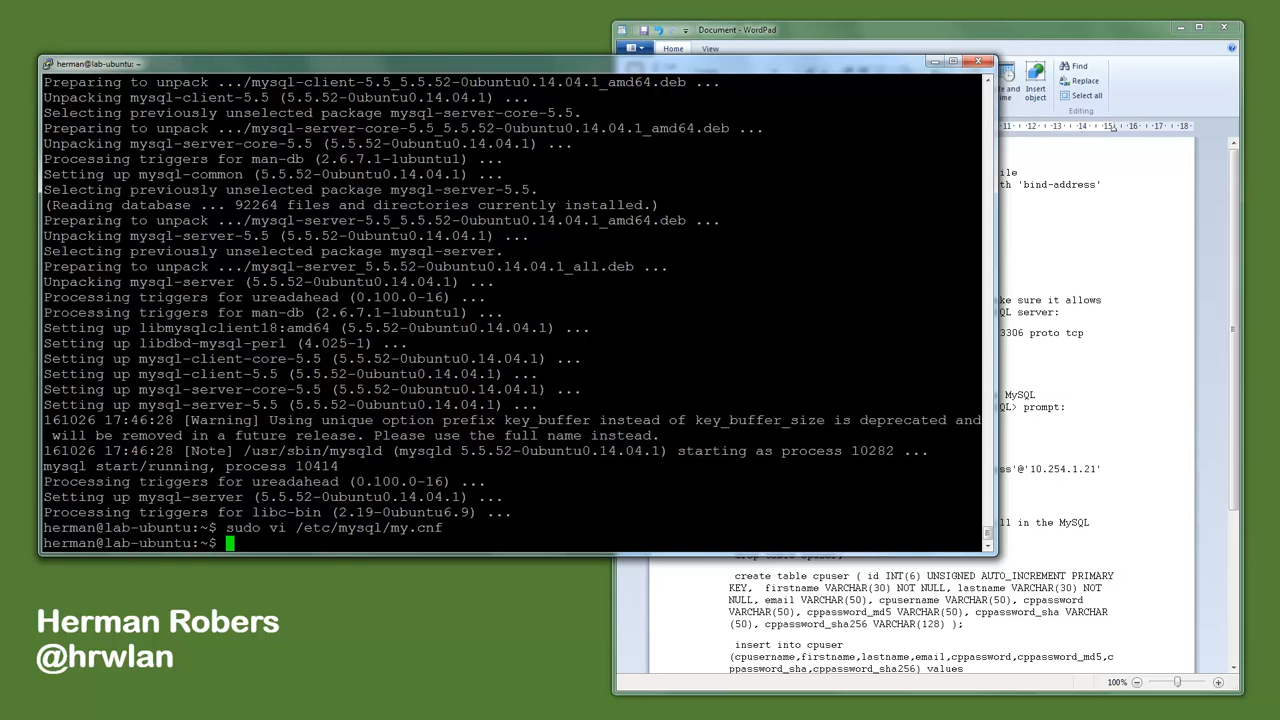 Document - WordPad
Home View
herman@lab-ubuntu: ~
Preparing to unpack .../mysql-client-5.5_5.5.52-0ubuntu0.14.04.1_amd64.deb ...
Unpacking mysql-client-5.5 (5.5.52-0ubuntu0.14.04.1) ...
Selecting previously unselected package mysql-server-core-5.5.
Preparing to unpack .../mysql-server-core-5.5_5.5.52-0ubuntu0.14.04.1_amd64.deb ...
Unpacking mysql-server-core-5.5 (5.5.52-0ubuntu0.14.04.1) ...
Processing triggers for man-db (2.6.7.1-1ubuntu1) ...
Setting up mysql-common (5.5.52-0ubuntu0.14.04.1) ...
Selecting previously unselected package mysql-server-5.5.
(Reading database ... 92264 files and directories currently installed.)
Preparing to unpack .../mysql-server-5.5_5.5.52-0ubuntu0.14.04.1_amd64.deb ...
Unpacking mysql-server-5.5 (5.5.52-0ubuntu0.14.04.1) ...
Selecting previously unselected package mysql-server.
Preparing to unpack .../mysql-server_5.5.52-0ubuntu0.14.04.1_all.deb ...
Unpacking mysql-server (5.5.52-0ubuntu0.14.04.1) ...
Processing triggers for ureadahead (0.100.0-16) ...
Processing triggers for man-db (2.6.7.1-1ubuntu1) ...
Setting up libmysqlclient18:amd64 (5.5.52-0ubuntu0.14.04.1) ...
Setting up libdbd-mysql-perl (4.025-1) ...
Setting up mysql-client-core-5.5 (5.5.52-0ubuntu0.14.04.1) ...
Setting up mysql-client-5.5 (5.5.52-0ubuntu0.14.04.1) ...
Setting up mysql-server-core-5.5 (5.5.52-0ubuntu0.14.04.1) ...
Setting up mysql-server-5.5 (5.5.52-0ubuntu0.14.04.1) ...
161026 17:46:28 [Warning] Using unique option prefix key_buffer instead of key_buffer_size is deprecated and
 will be removed in a future release. Please use the full name instead.
161026 17:46:28 [Note] /usr/sbin/mysqld (mysqld 5.5.52-0ubuntu0.14.04.1) starting as process 10282 ...
mysql start/running, process 10414
Processing triggers for ureadahead (0.100.0-16) ...
Setting up mysql-server (5.5.52-0ubuntu0.14.04.1) ...
Processing triggers for libc-bin (2.19-0ubuntu6.9) ...
herman@lab-ubuntu:~$ sudo vi /etc/mysql/my.cnf
herman@lab-ubuntu:~$
Find
Replace
Select all
Insert
object
Editing
11 12 13 14 15 16 17 18
ile
th 'bind-address'
ke sure it allows
QL server:
3306 proto tcp
MySQL
QL> prompt:
ss'@'10.254.1.21'
ll in the MySQL
create table cpuser ( id INT(6) UNSIGNED AUTO_INCREMENT PRIMARY
KEY, firstname VARCHAR(30) NOT NULL, lastname VARCHAR(30) NOT
NULL, email VARCHAR(50), cpusername VARCHAR(50), cppassword
VARCHAR(50), cppassword_md5 VARCHAR(50), cppassword_sha VARCHAR
(50), cppassword_sha256 VARCHAR(128) );
insert into cpuser
(cpusername,firstname,lastname,email,cppassword,cppassword_md5,c
ppassword_sha,cppassword_sha256) values
100%
Herman Robers
@hrwlan